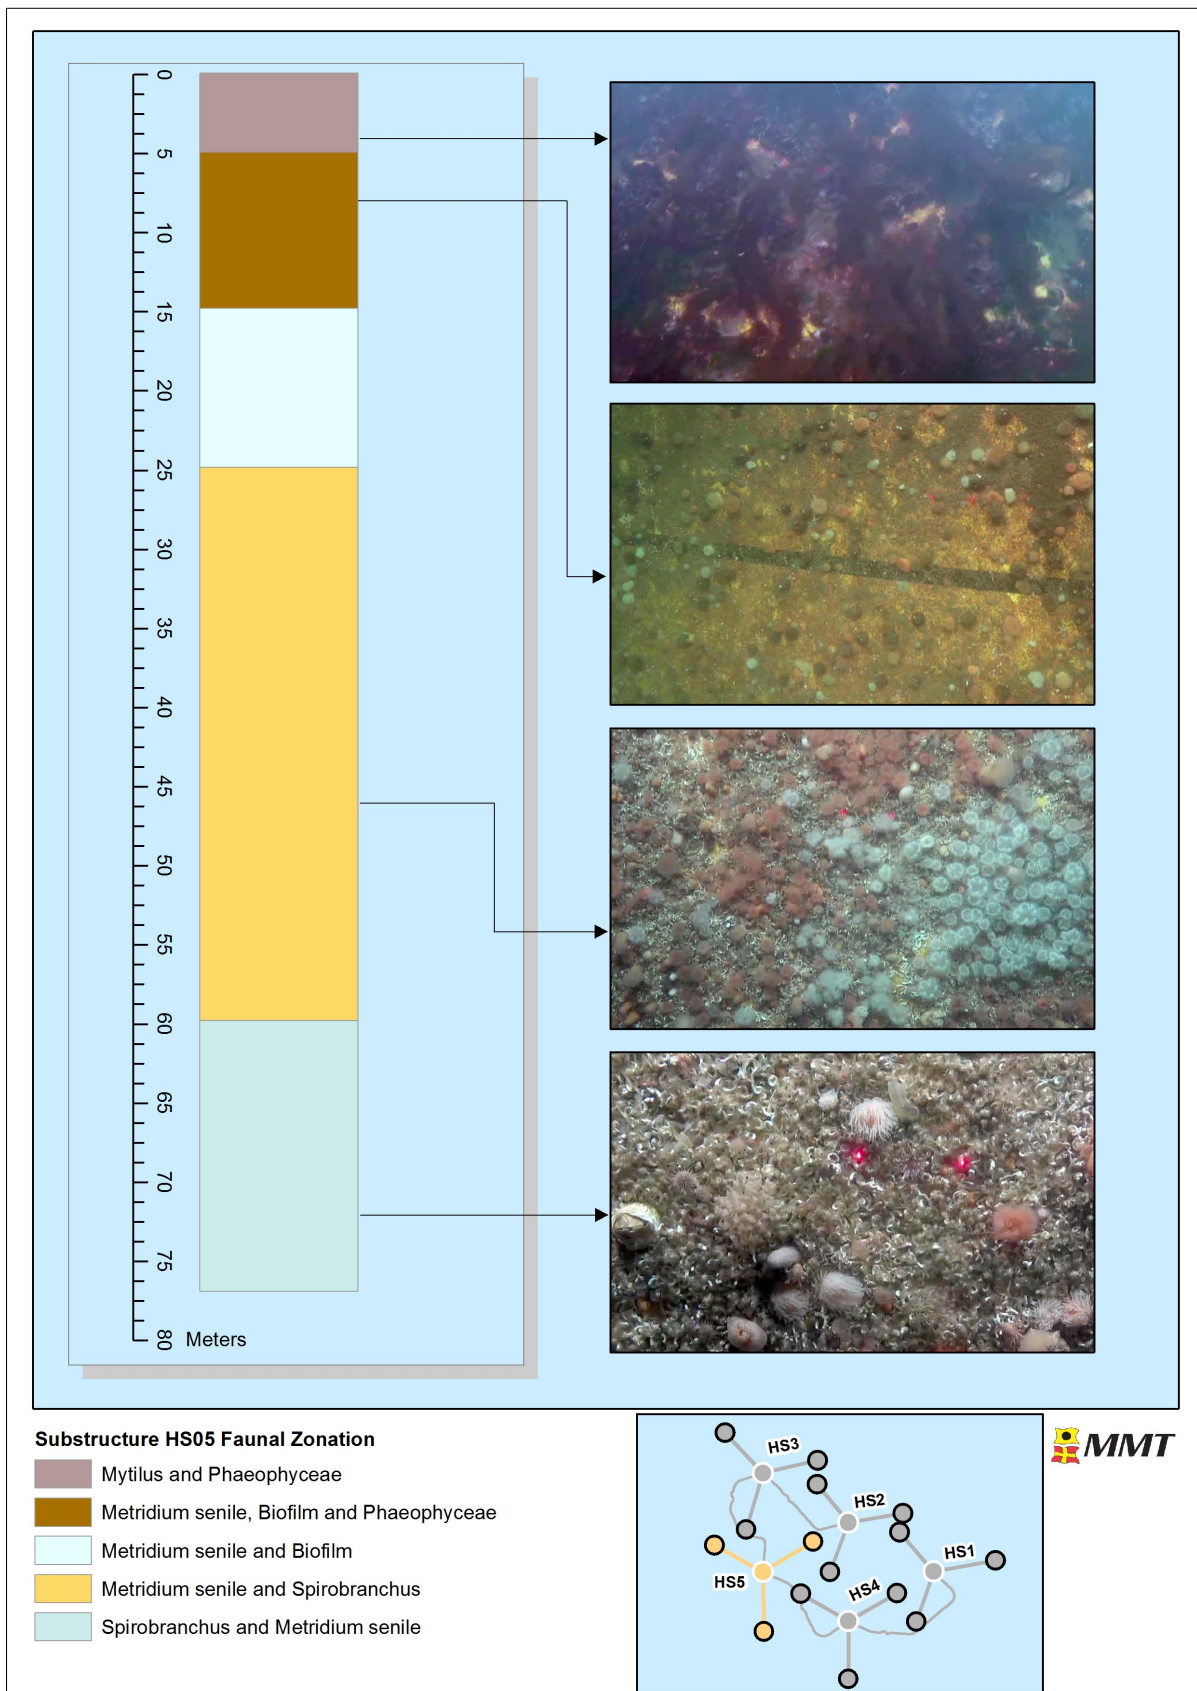 0
5
10
15
20
25
30
35
40
45
50
55
60
65
70
75
80 Meters
Substructure HS05 Faunal Zonation
Mytilus and Phaeophyceae
Metridium senile, Biofilm and Phaeophyceae
Metridium senile and Biofilm
Metridium senile and Spirobranchus
Spirobranchus and Metridium senile
HS3
HS2
HS1
HS5
HS4
MMT